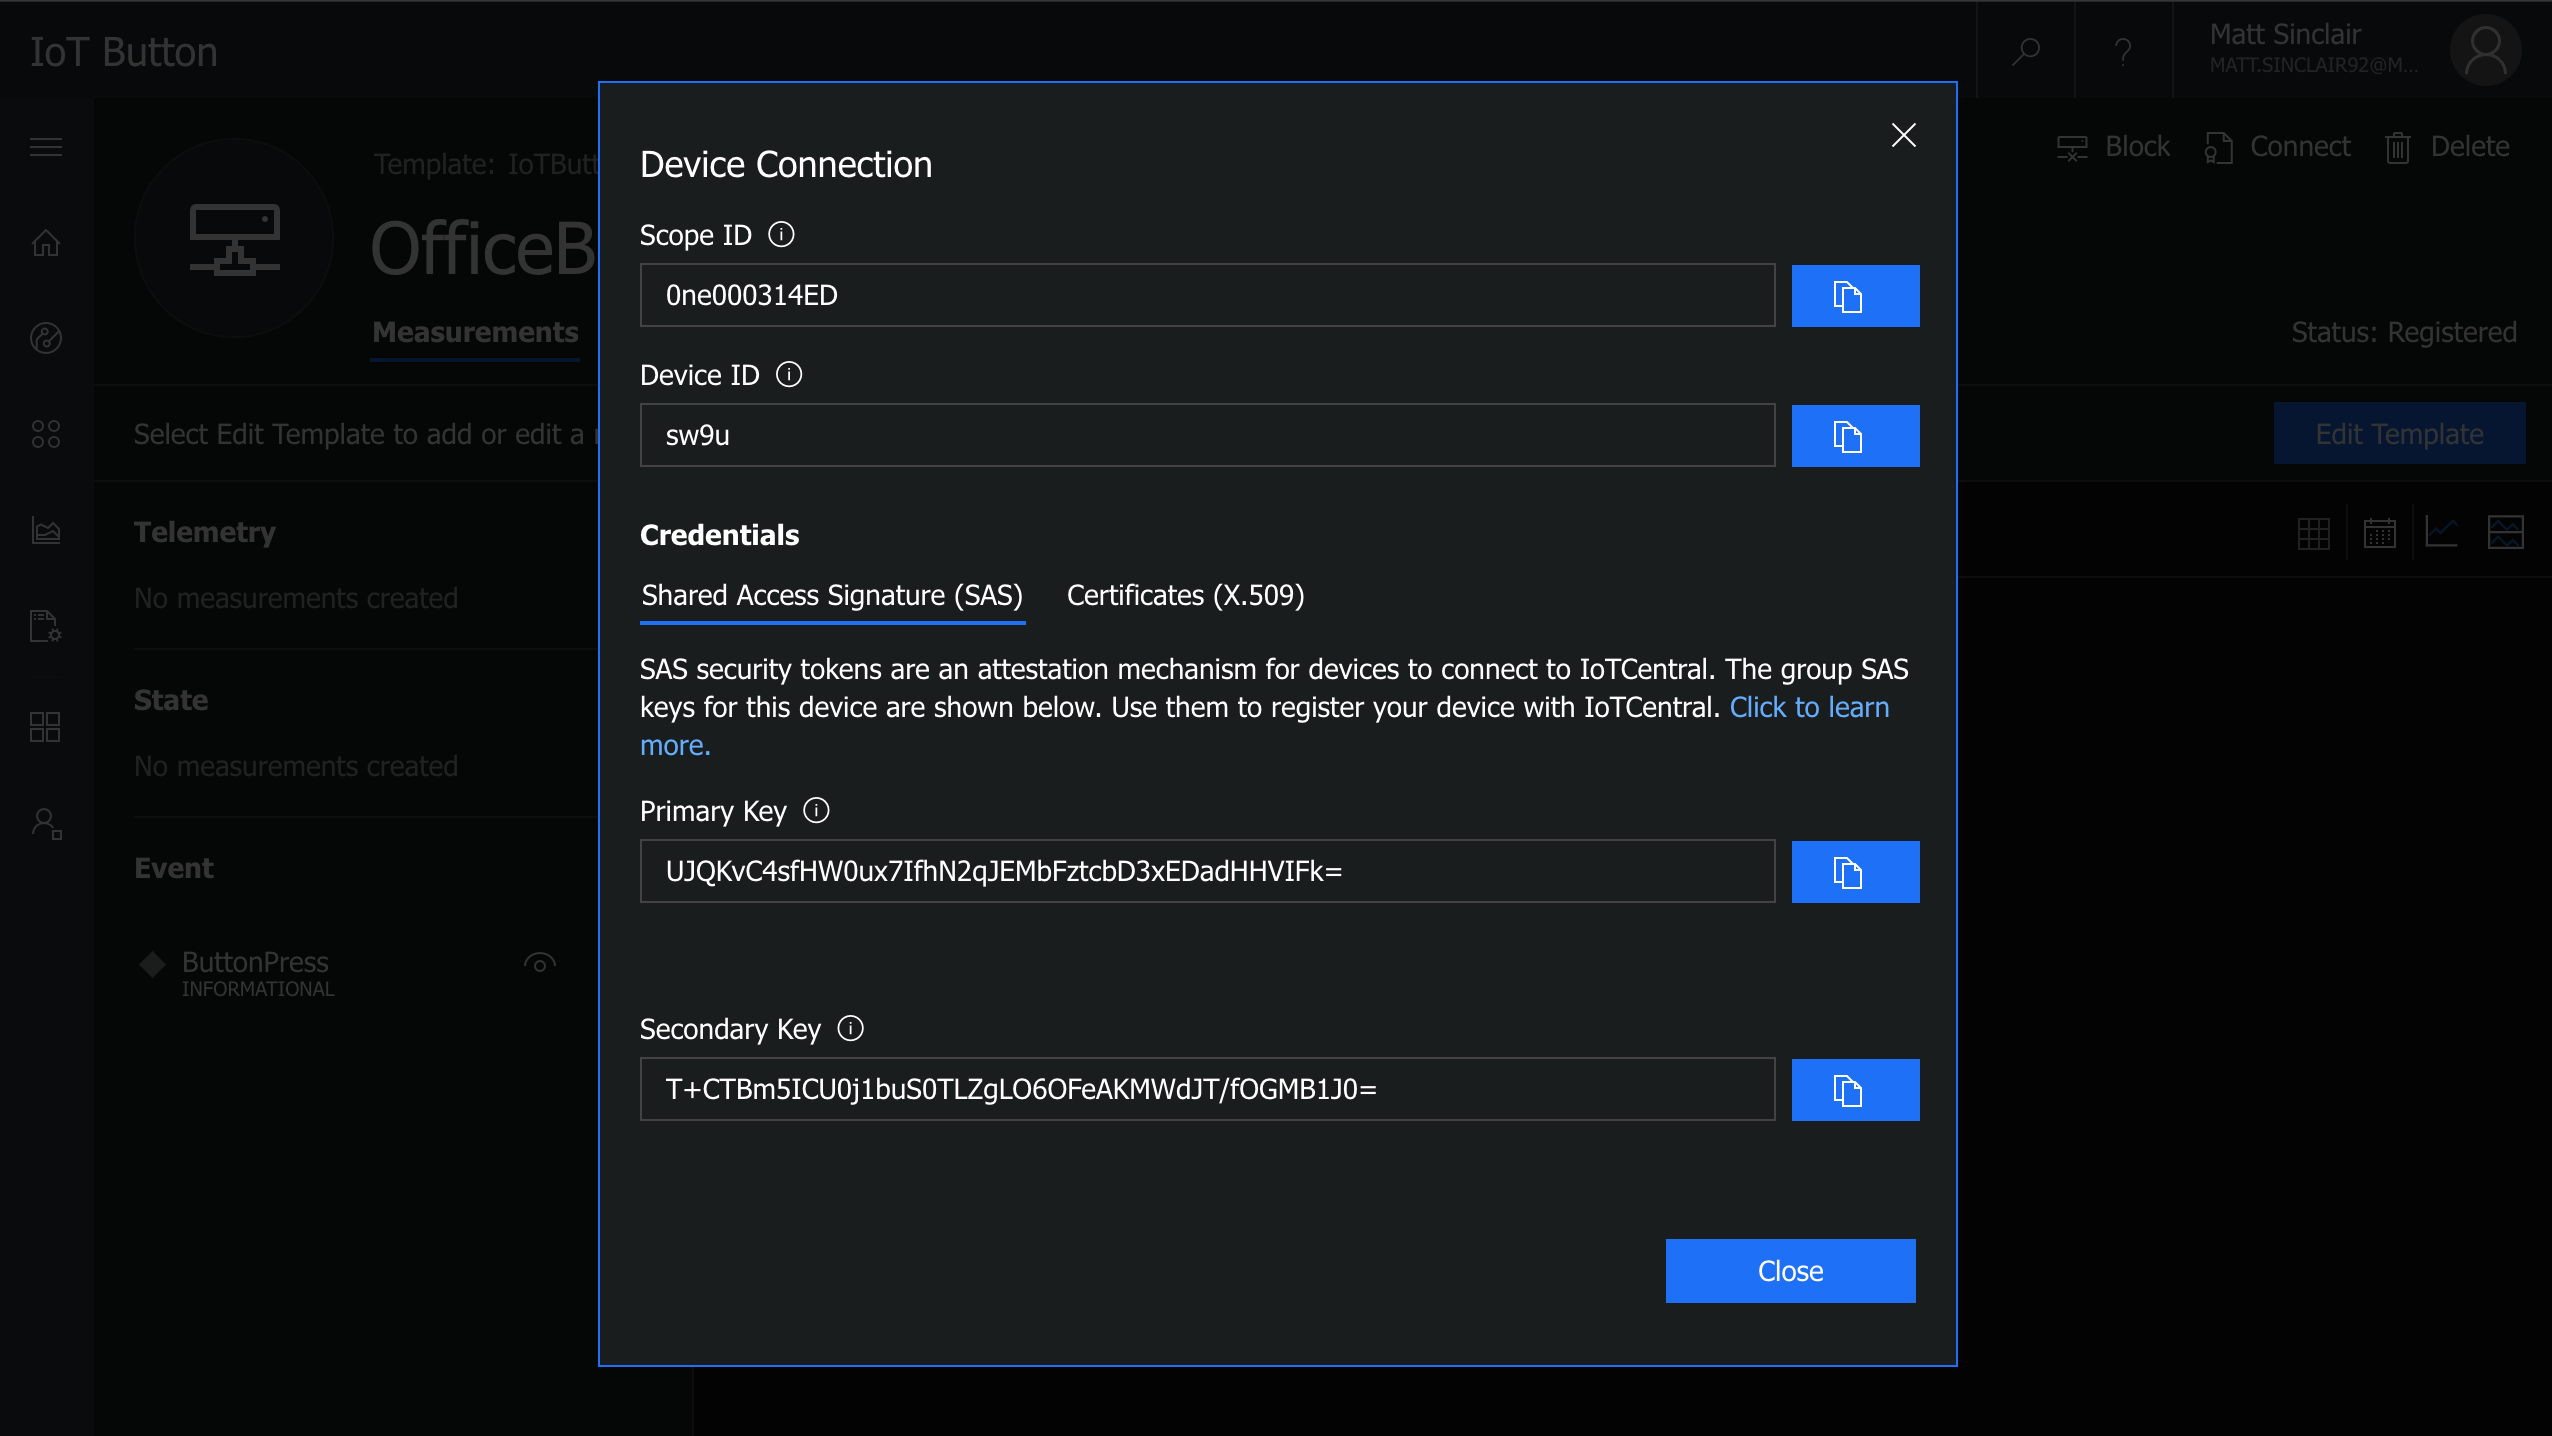 IoT Button
Matt Sinclair
MATT.SINCLAIR92@M...
Template: IoTButt
OfficeB
Block
Connect
Delete
Measurements
Status: Registered
Select Edit Template to add or edit a
Edit Template
Telemetry
No measurements created
State
No measurements created
Event
ButtonPress
INFORMATIONAL
Device Connection
Scope ID
0ne000314ED
Device ID
sw9u
Credentials
Shared Access Signature (SAS) Certificates (X.509)
SAS security tokens are an attestation mechanism for devices to connect to IoTCentral. The group SAS
keys for this device are shown below. Use them to register your device with IoTCentral. Click to learn
more.
Primary Key
UJQKvC4sfHW0ux7IfhN2qJEMbFztcbD3xEDadHHVIFk=
Secondary Key
T+CTBm5ICU0j1buS0TLZgLO6OFeAKMWdJT/fOGMB1J0=
Close